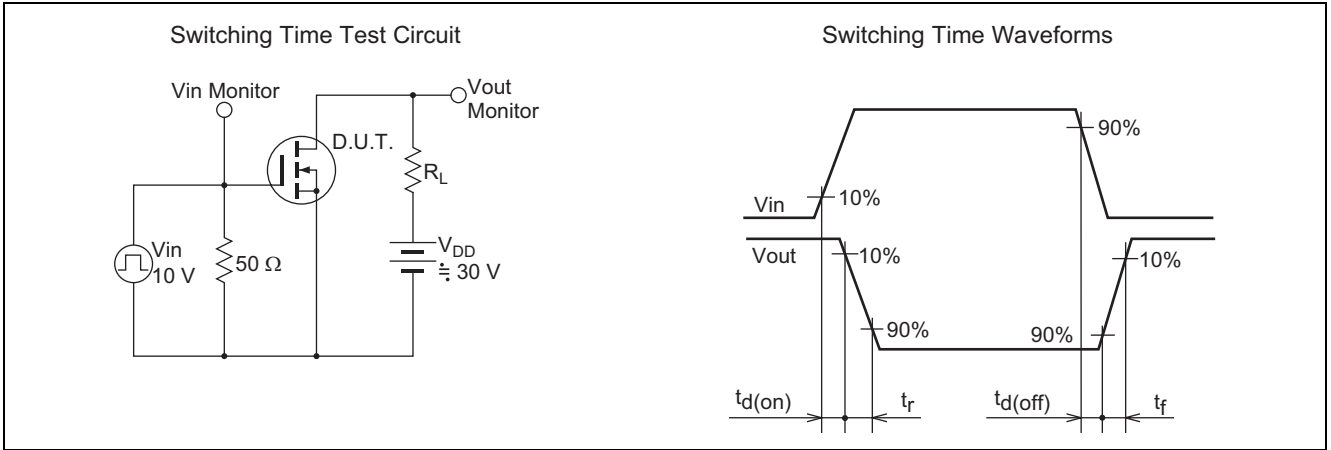 Switching Time Test Circuit
Vin Monitor
Vout
Monitor
D.U.T.
RL
Vin
10 V
50 Ω
VDD
≒ 30 V
Switching Time Waveforms
Vin
10%
90%
Vout
10%
90%
90%
10%
td(on)
tr
td(off)
tf